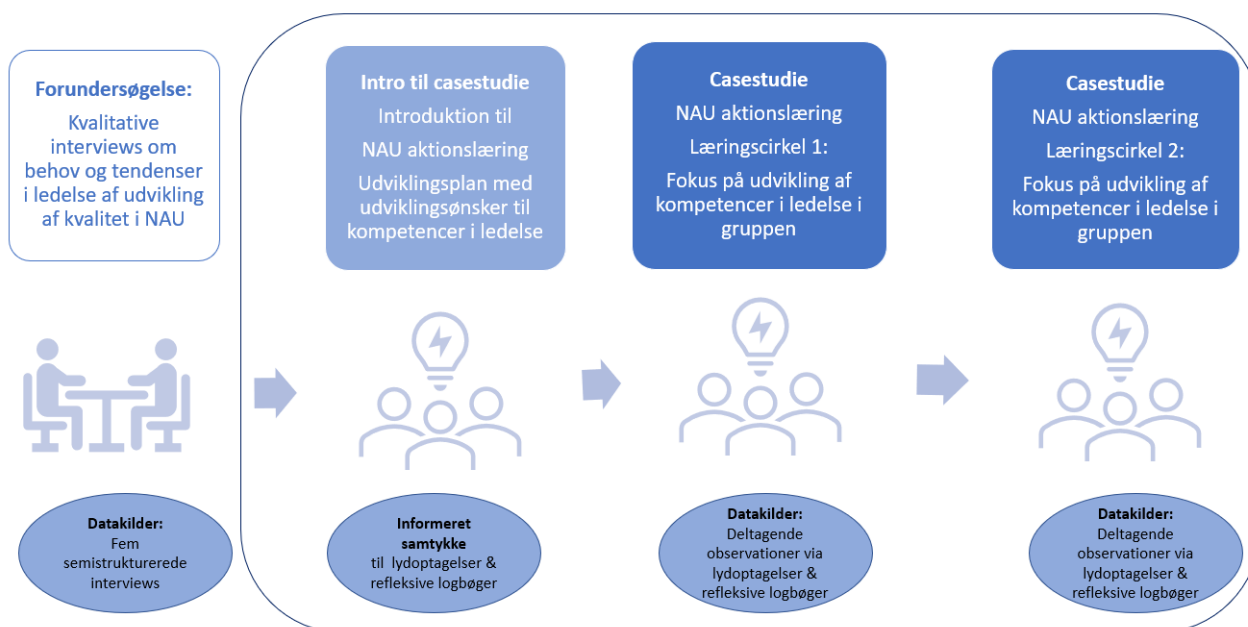 Forundersøgelse:
Kvalitative
interviews om
behov og tendenser
i ledelse af udvikling
af kvalitet i NAU
Intro til casestudie
Introduktion til
NAU aktionslæring
Udviklingsplan med
udviklingsønsker til
kompetencer i ledelse
Casestudie
NAU aktionslæring
Læringscirkel 1:
Fokus på udvikling af
kompetencer i ledelse i
gruppen
Casestudie
NAU aktionslæring
Læringscirkel 2:
Fokus på udvikling af
kompetencer i ledelse i
gruppen
Datakilder:
Fem
semistrukturerede
interviews
Informeret
samtykke
til lydoptagelser &
refleksive logbøger
Datakilder:
Deltagende
observationer via
lydoptagelser &
refleksive logbøger
Datakilder:
Deltagende
observationer via
lydoptagelser &
refleksive logbøger